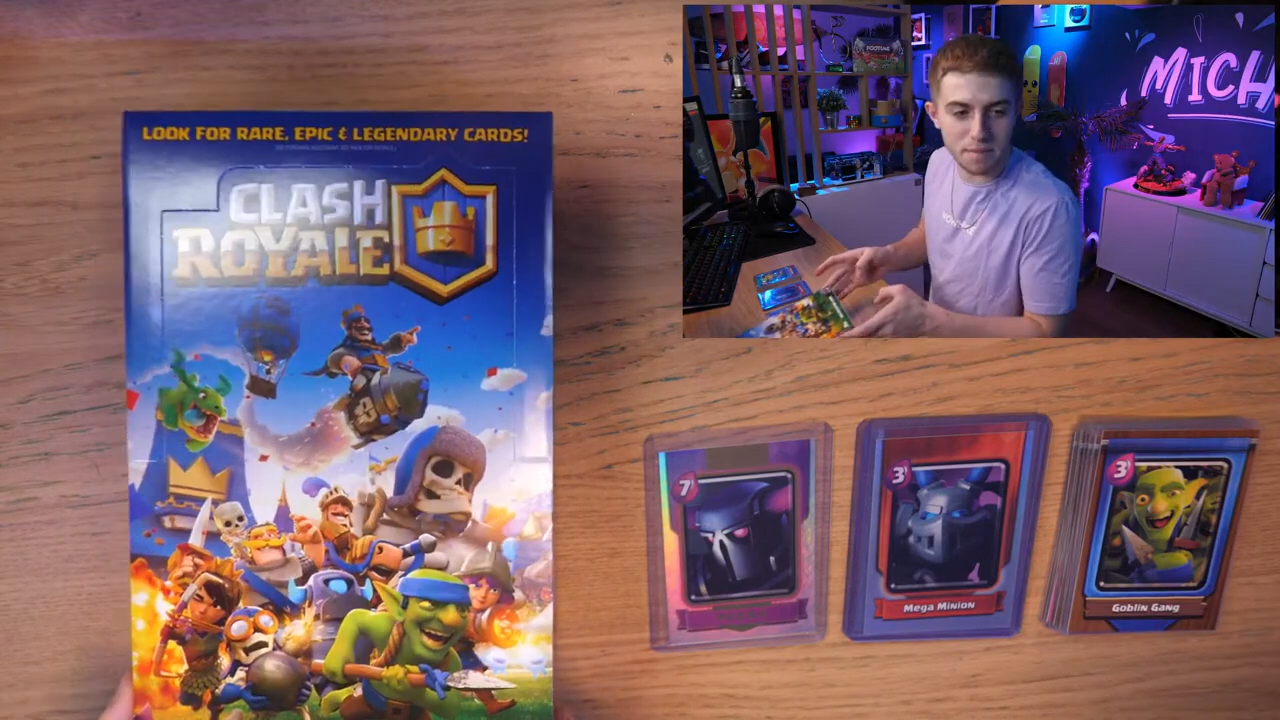 LOOK FOR RARE, EPIC & LEGENDARY CARDS!
CLASH
ROYALE
MICH
7
3
Mega Minion
3
Goblin Gang